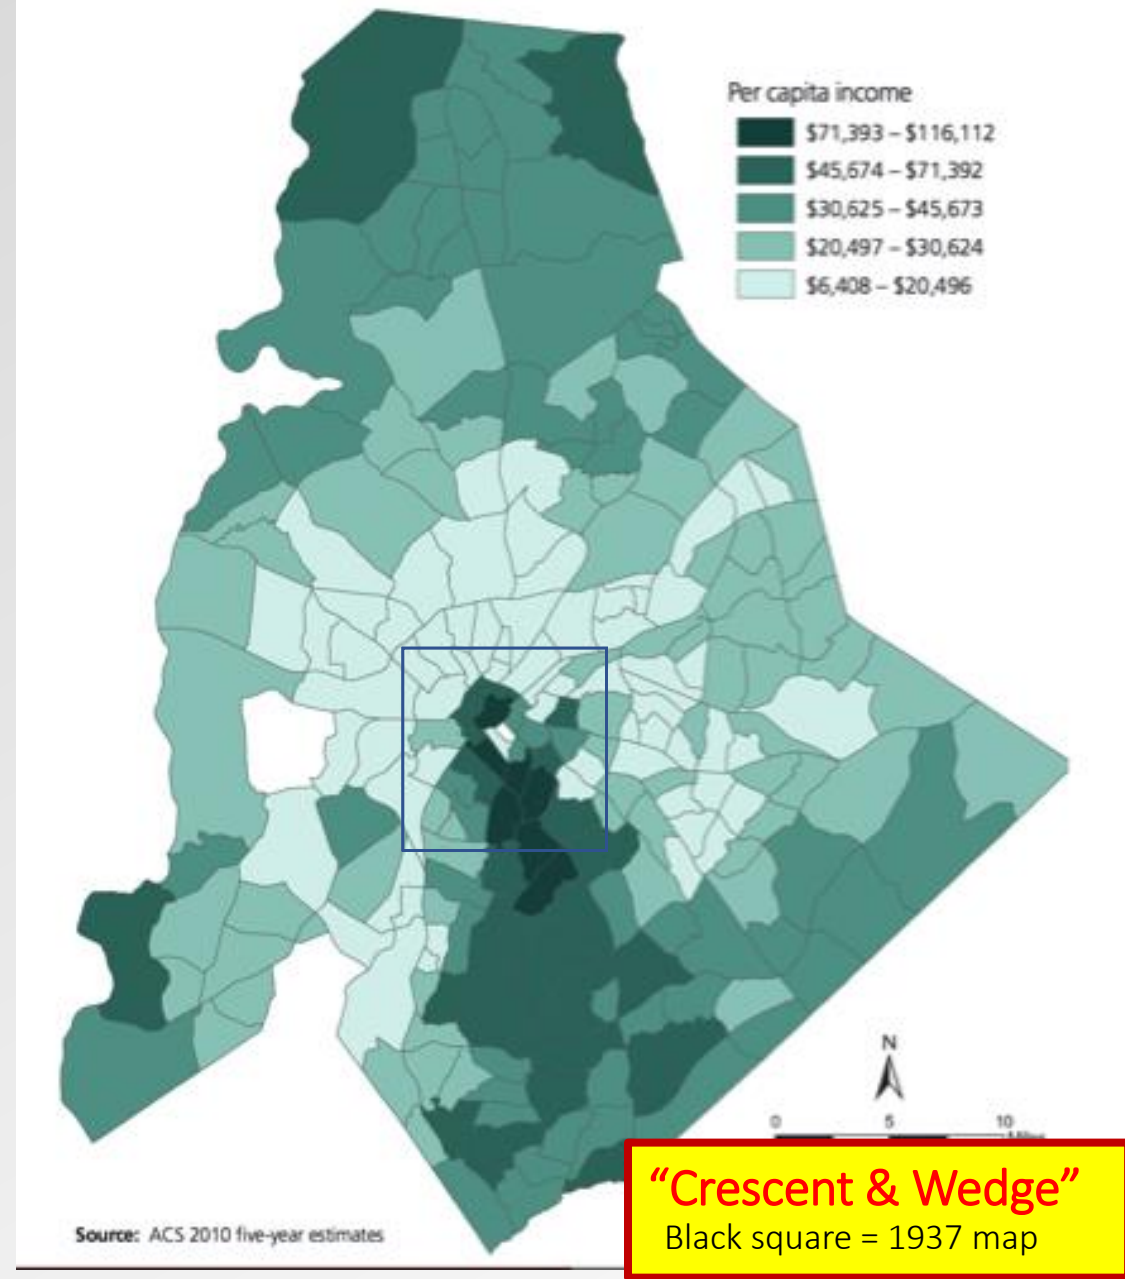 Per capita income
$71,393 – $116,112
$45,674 – $71,392
$30,625 – $45,673
$20,497 – $30,624
$6,408 – $20,496
N
0 5 10
Miles
“Crescent & Wedge”
Black square = 1937 map
Source: ACS 2010 five-year estimates